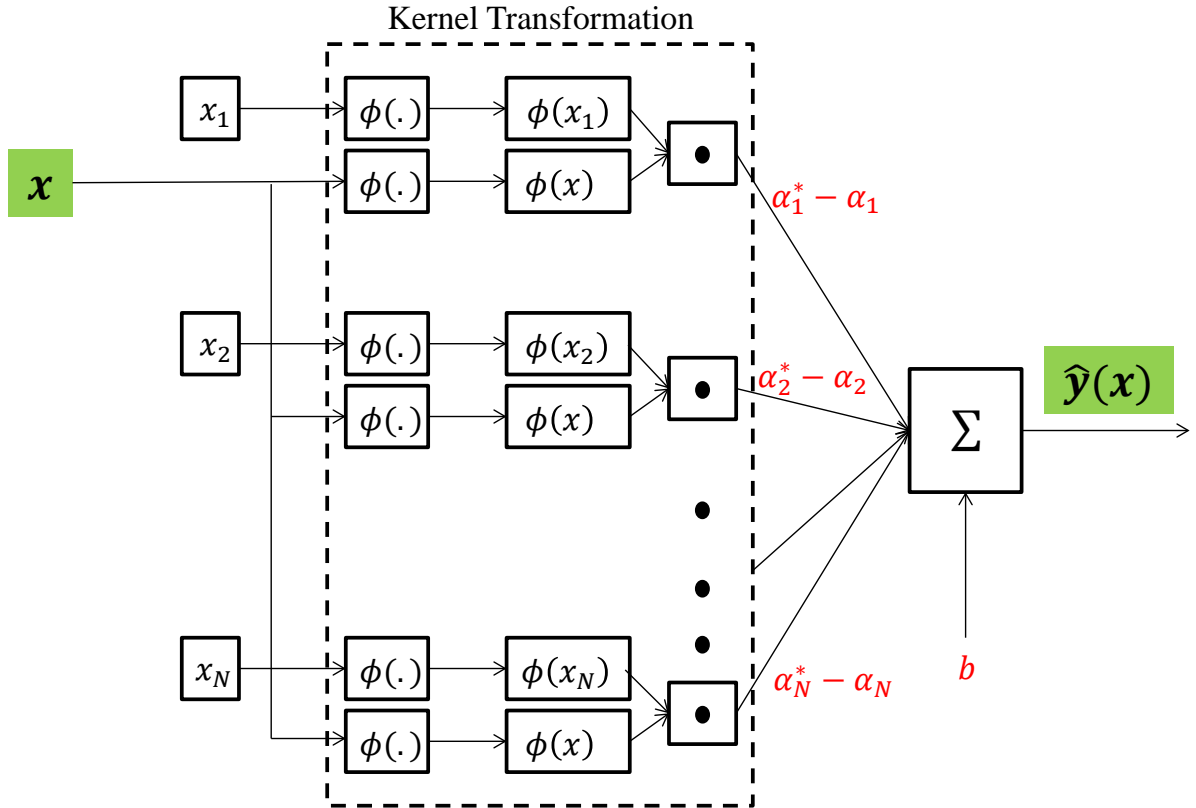 Kernel Transformation
x₁ ϕ(.) ϕ(x₁)
x ϕ(.) ϕ(x) •
α₁* − α₁
x₂ ϕ(.) ϕ(x₂)
ϕ(.) ϕ(x) •
α₂* − α₂
ŷ(x)
∑
x_N ϕ(.) ϕ(x_N)
ϕ(.) ϕ(x) •
α_N* − α_N
b